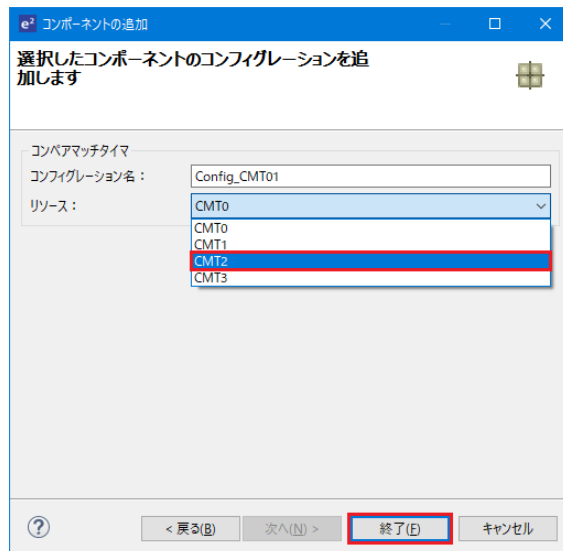 e² コンポーネントの追加
選択したコンポーネントのコンフィグレーションを追
加します
コンペアマッチタイマ
コンフィグレーション名： Config_CMT01
リソース： CMT0
CMT0
CMT1
CMT2
CMT3
? < 戻る(B) 次へ(N) > 終了(F) キャンセル